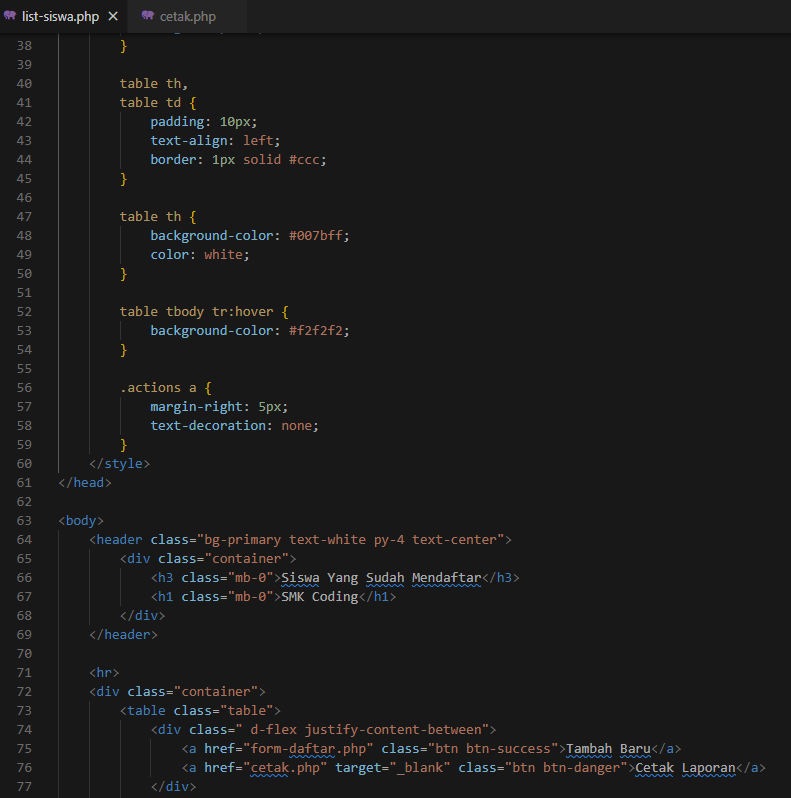 list-siswa.php × cetak.php
38 }
39
40 table th,
41 table td {
42 padding: 10px;
43 text-align: left;
44 border: 1px solid #ccc;
45 }
46
47 table th {
48 background-color: #007bff;
49 color: white;
50 }
51
52 table tbody tr:hover {
53 background-color: #f2f2f2;
54 }
55
56 .actions a {
57 margin-right: 5px;
58 text-decoration: none;
59 }
60 </style>
61 </head>
62
63 <body>
64 <header class="bg-primary text-white py-4 text-center">
65 <div class="container">
66 <h3 class="mb-0">Siswa Yang Sudah Mendaftar</h3>
67 <h1 class="mb-0">SMK Coding</h1>
68 </div>
69 </header>
70
71 <hr>
72 <div class="container">
73 <table class="table">
74 <div class=" d-flex justify-content-between">
75 <a href="form-daftar.php" class="btn btn-success">Tambah Baru</a>
76 <a href="cetak.php" target="_blank" class="btn btn-danger">Cetak Laporan</a>
77 </div>